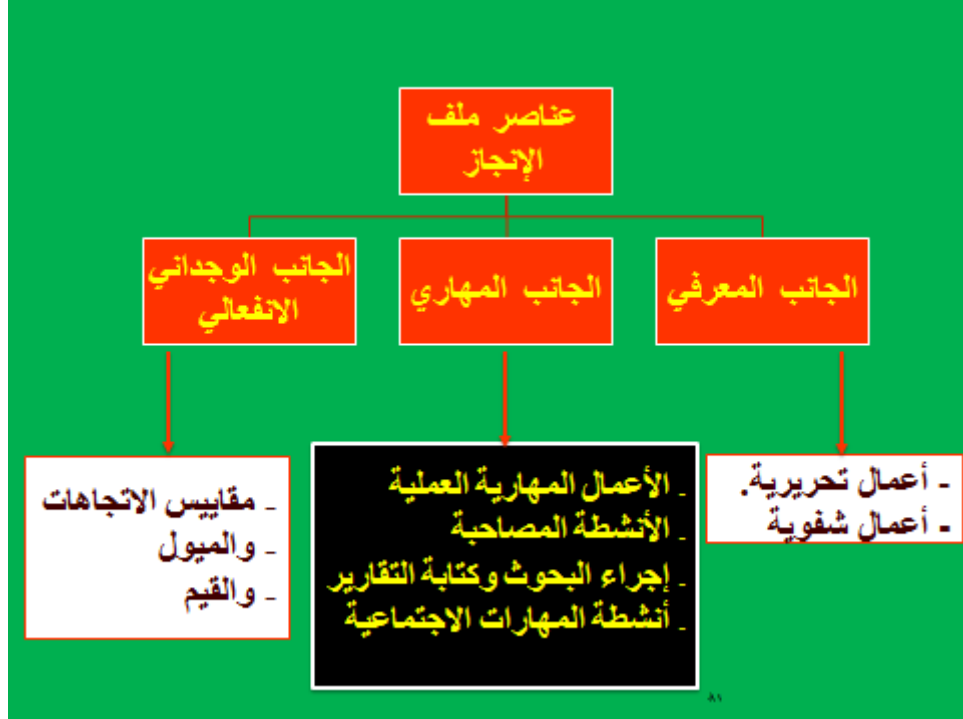 عناصر ملف
الإنجاز
الجانب المعرفي
الجانب المهاري
الجانب الوجداني
الانفعالي
- أعمال تحريرية.
- أعمال شفوية
- الأعمال المهارية العملية
- الأنشطة المصاحبة
- إجراء البحوث وكتابة التقارير
- أنشطة المهارات الاجتماعية
- مقاييس الاتجاهات
- والميول
- والقيم
٨١